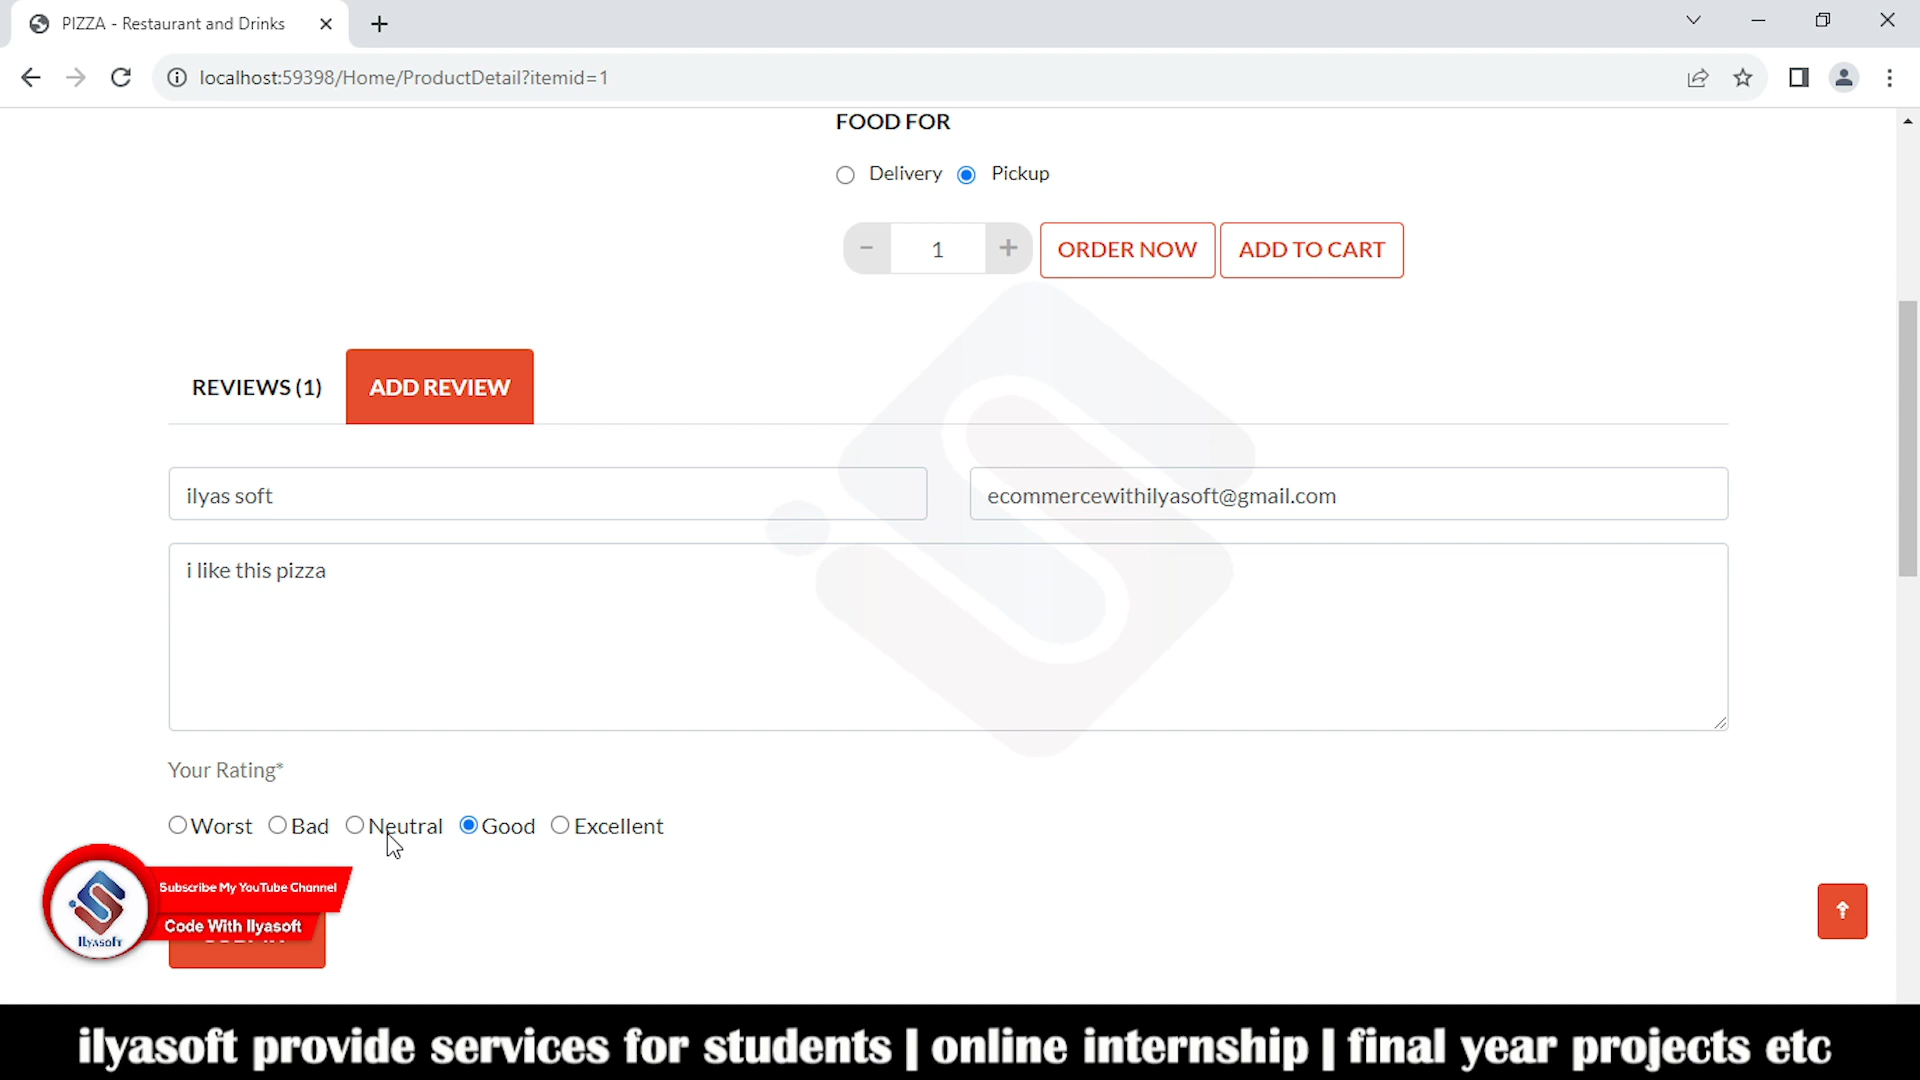 PIZZA - Restaurant and Drinks
localhost:59398/Home/ProductDetail?itemid=1
FOOD FOR
Delivery Pickup
- 1 + ORDER NOW ADD TO CART
REVIEWS (1) ADD REVIEW
ilyas soft
ecommercewithilyasoft@gmail.com
i like this pizza
Your Rating*
Worst Bad Neutral Good Excellent
Subscribe My YouTube Channel
Code With Ilyasoft
Ilyasoft
ilyasoft provide services for students | online internship | final year projects etc